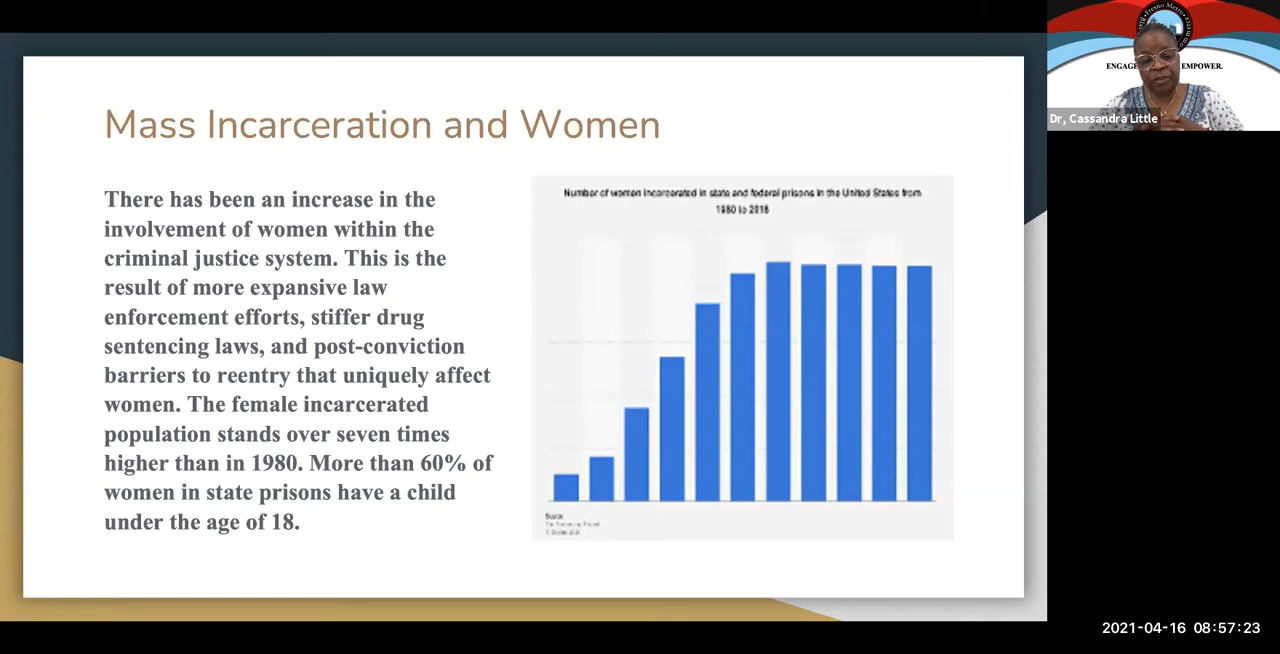 Mass Incarceration and Women
There has been an increase in the
involvement of women within the
criminal justice system. This is the
result of more expansive law
enforcement efforts, stiffer drug
sentencing laws, and post-conviction
barriers to reentry that uniquely affect
women. The female incarcerated
population stands over seven times
higher than in 1980. More than 60% of
women in state prisons have a child
under the age of 18.
Number of women incarcerated in state and federal prisons in the United States from
1980 to
Source
Fresno Metro
ENGAGE
EMPOWER.
Dr, Cassandra Little
2021-04-16 08:57:23